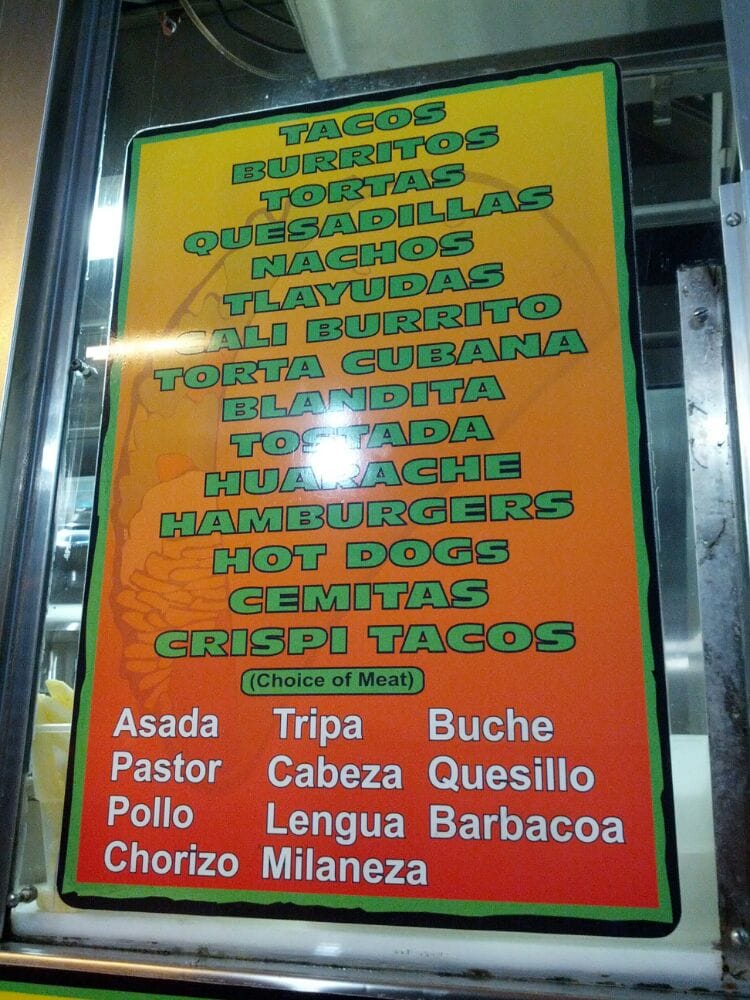 TACOS
BURRITOS
TORTAS
QUESADILLAS
NACHOS
TLAYUDAS
CALI BURRITO
TORTA CUBANA
BLANDITA
TOSTADA
HUARACHE
HAMBURGERS
HOT DOGS
CEMITAS
CRISPI TACOS
(Choice of Meat)
Asada Tripa Buche
Pastor Cabeza Quesillo
Pollo Lengua Barbacoa
Chorizo Milaneza